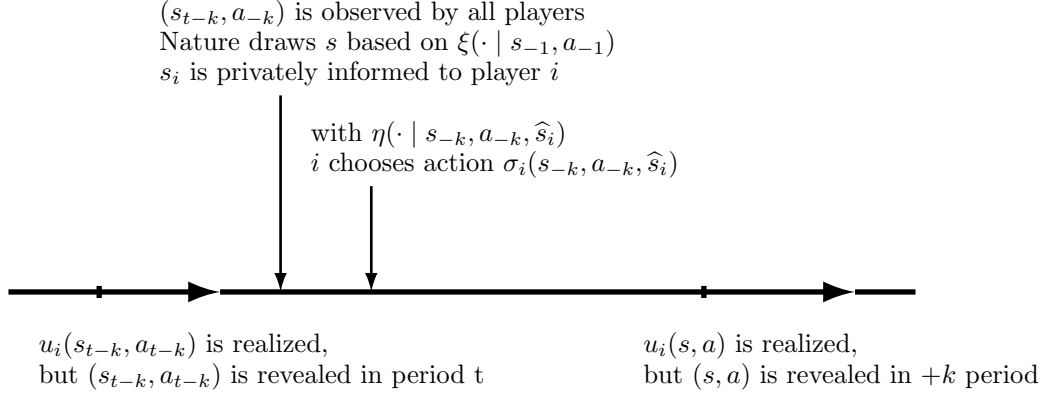 (s_{t−k}, a_{−k}) is observed by all players
Nature draws s based on ξ(· | s_{−1}, a_{−1})
s_i is privately informed to player i
with η(· | s_{−k}, a_{−k}, ŝ_i)
i chooses action σ_i(s_{−k}, a_{−k}, ŝ_i)
u_i(s_{t−k}, a_{t−k}) is realized,
but (s_{t−k}, a_{t−k}) is revealed in period t
u_i(s, a) is realized,
but (s, a) is revealed in +k period